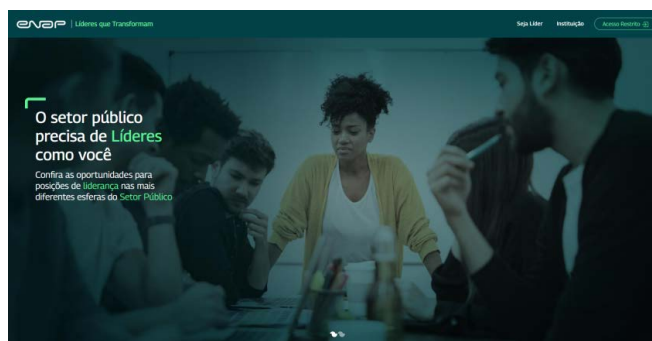 enap | Líderes que Transformam
Seja Líder
Instituição
Acesso Restrito
O setor público
precisa de Líderes
como você
Confira as oportunidades para
posições de liderança nas mais
diferentes esferas do Setor Público